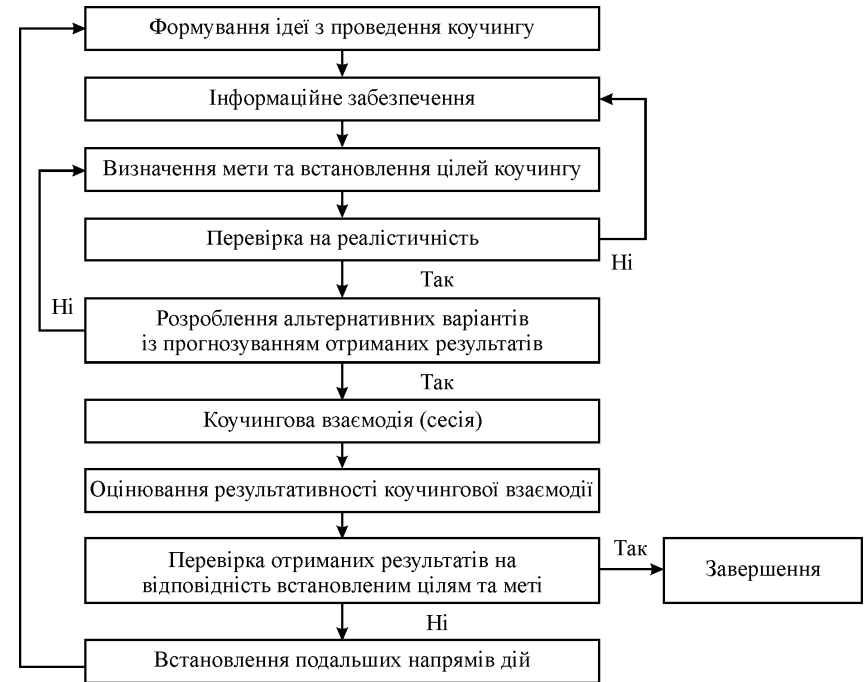 Формування ідеї з проведення коучингу
Інформаційне забезпечення
Визначення мети та встановлення цілей коучингу
Перевірка на реалістичність
Ні
Так
Ні
Розроблення альтернативних варіантів
із прогнозуванням отриманих результатів
Так
Коучингова взаємодія (сесія)
Оцінювання результативності коучингової взаємодії
Перевірка отриманих результатів на
відповідність встановленим цілям та меті
Так
Завершення
Ні
Встановлення подальших напрямів дій